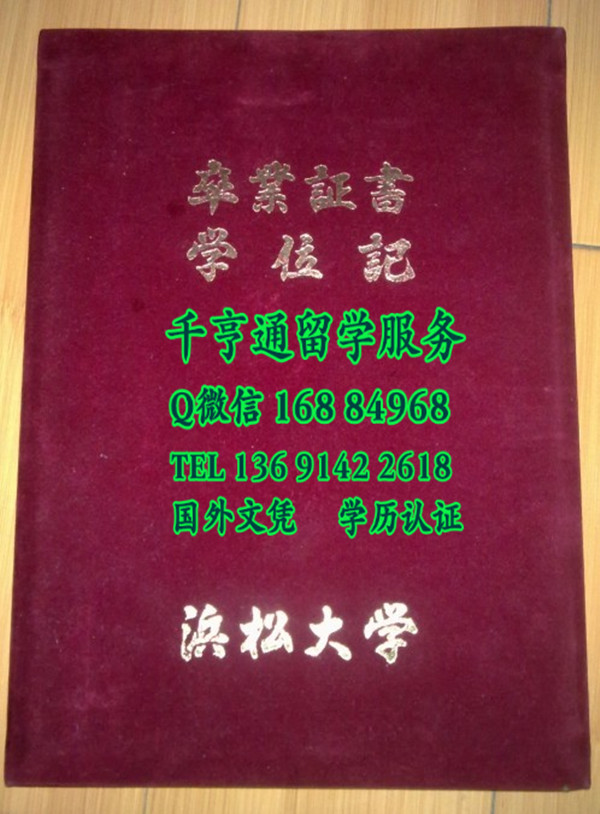 卒業証書
学位記
千亨通留学服务
Q微信 168 84968
TEL 136 9142 2618
国外文凭 学历认证
浜松大学